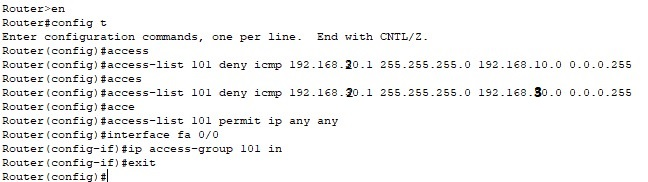 Router>en
Router#config t
Enter configuration commands, one per line.  End with CNTL/Z.
Router(config)#access
Router(config)#access-list 101 deny icmp 192.168.20.1 255.255.255.0 192.168.10.0 0.0.0.255
Router(config)#acces
Router(config)#access-list 101 deny icmp 192.168.20.1 255.255.255.0 192.168.30.0 0.0.0.255
Router(config)#acce
Router(config)#access-list 101 permit ip any any
Router(config)#interface fa 0/0
Router(config-if)#ip access-group 101 in
Router(config-if)#exit
Router(config)#